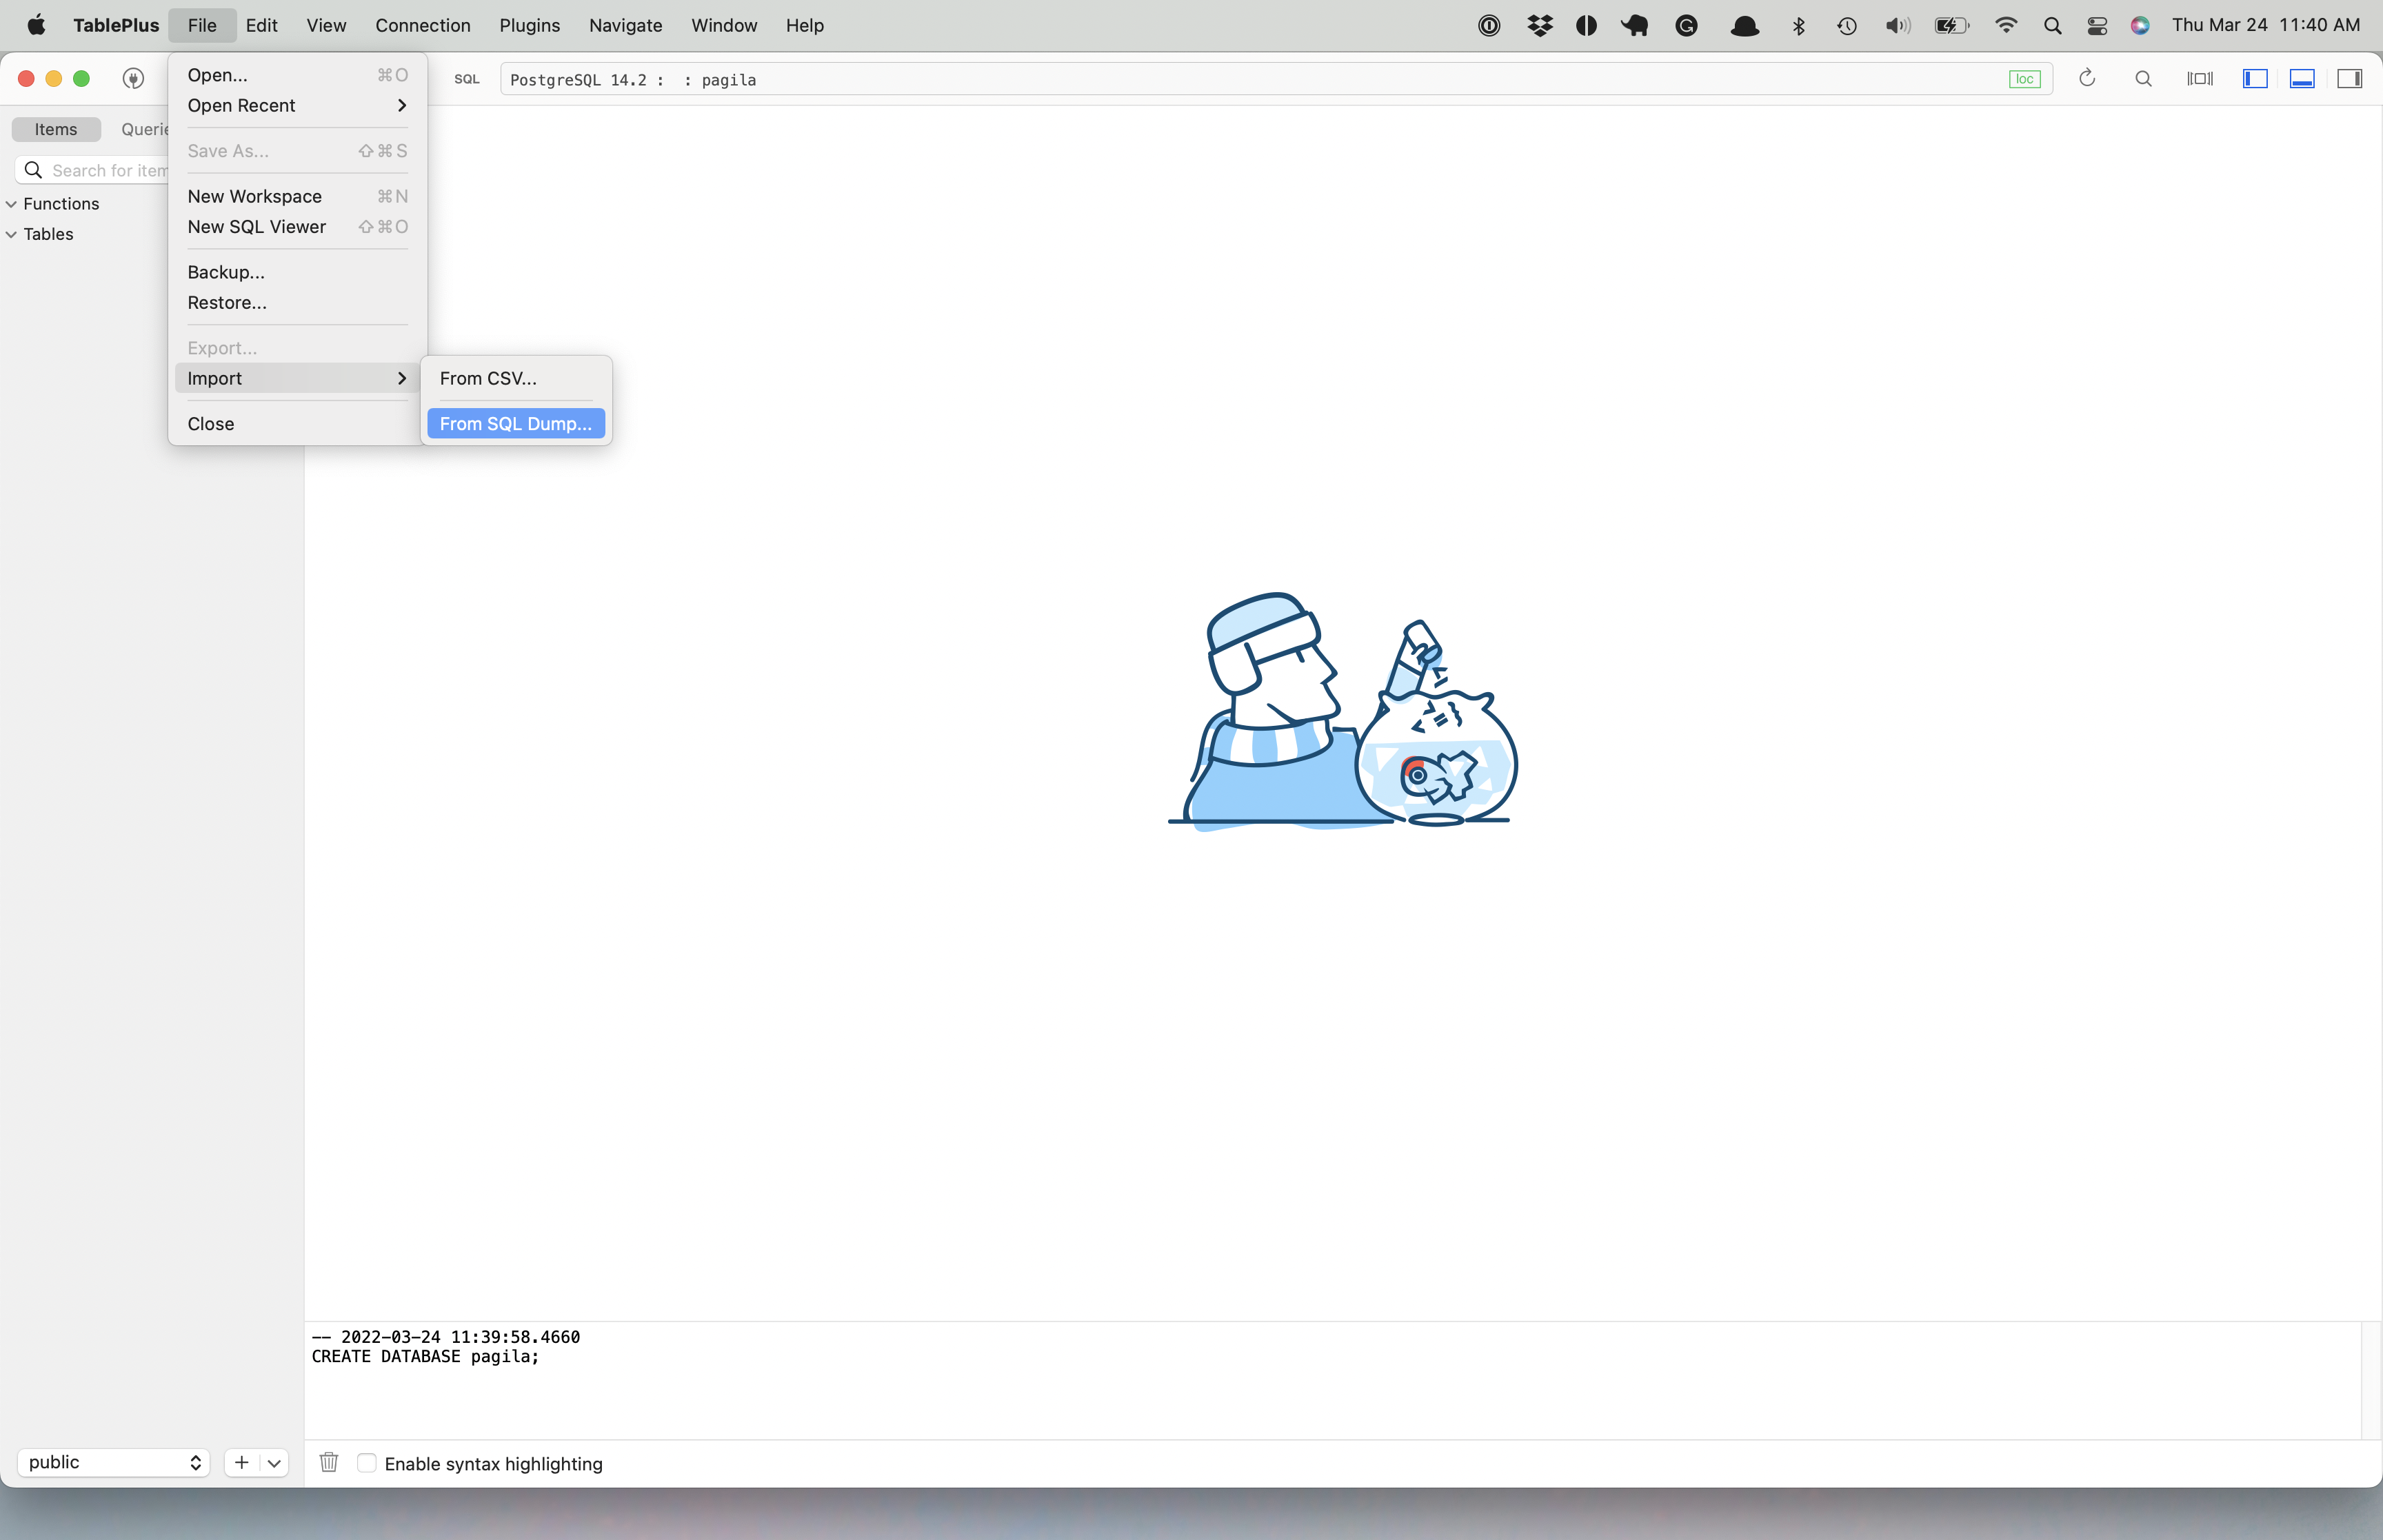 TablePlus File Edit View Connection Plugins Navigate Window Help Thu Mar 24 11:40 AM
SQL PostgreSQL 14.2 : : pagila loc
Items Querie
Search for item
Functions
Tables
Open... ⌘O
Open Recent
Save As... ⇧⌘S
New Workspace ⌘N
New SQL Viewer ⇧⌘O
Backup...
Restore...
Export...
Import
Close
From CSV...
From SQL Dump...
-- 2022-03-24 11:39:58.4660
CREATE DATABASE pagila;
public
Enable syntax highlighting